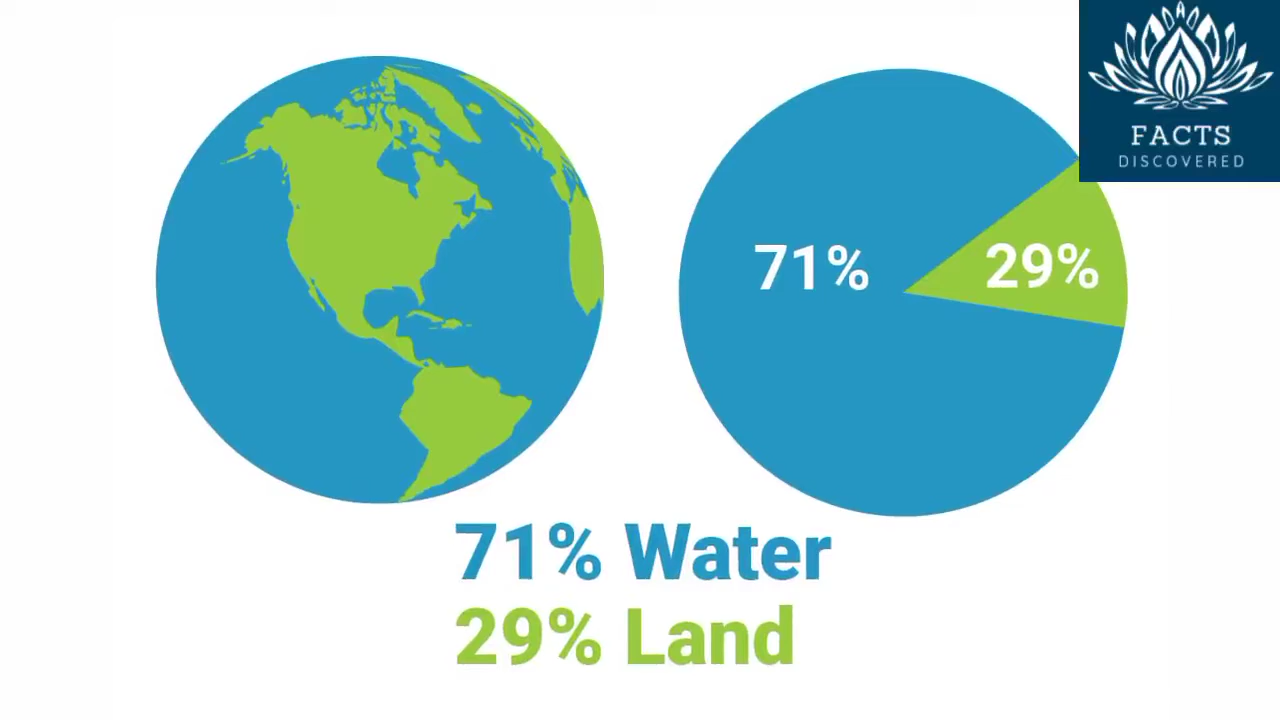 FACTS
DISCOVERED
71%
29%
71% Water
29% Land